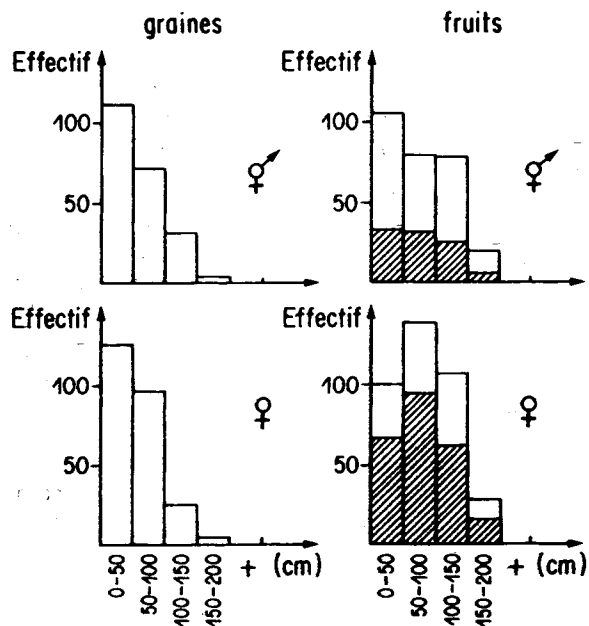 graines
fruits
Effectif
Effectif
100
50
100
50
⚥
⚥
Effectif
Effectif
100
50
100
50
♀
♀
0-50
50-100
100-150
150-200
+ (cm)
0-50
50-100
100-150
150-200
+ (cm)